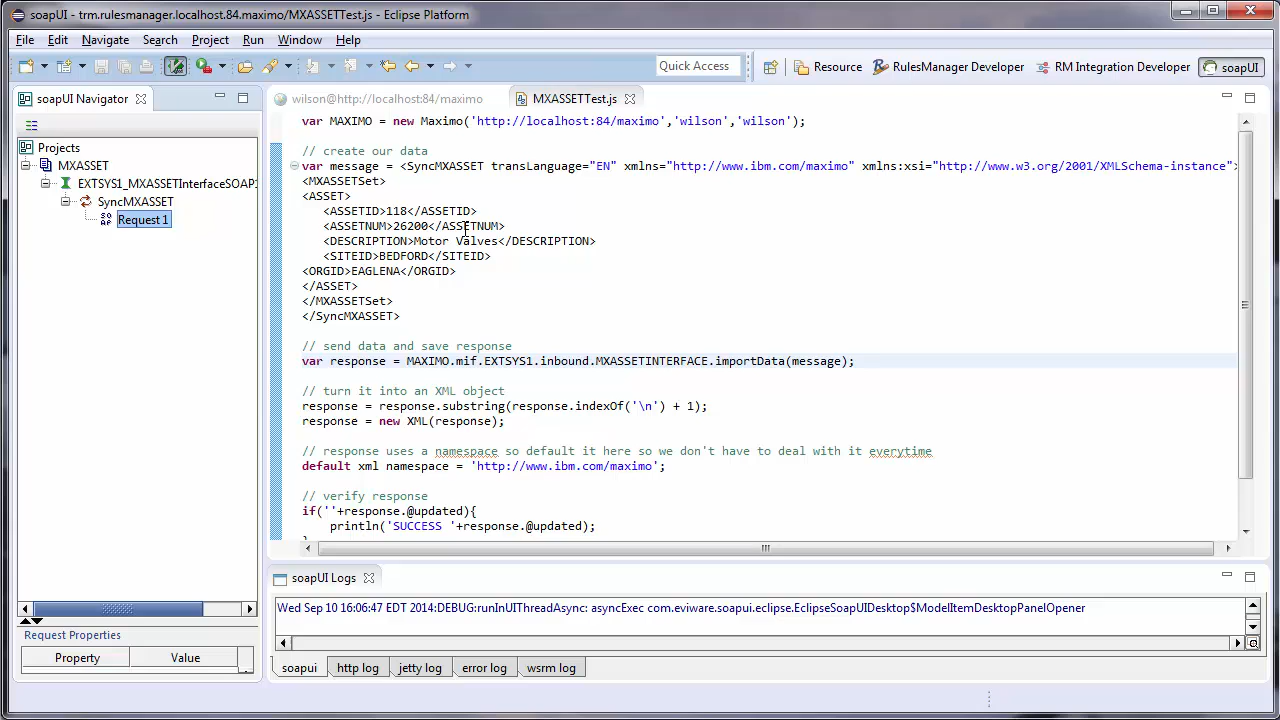 soapUI - trm.rulesmanager.localhost.84.maximo/MXASSETTest.js - Eclipse Platform
File Edit Navigate Search Project Run Window Help
Quick Access
Resource RulesManager Developer RM Integration Developer soapUI
soapUI Navigator
Projects
MXASSET
EXTSYS1_MXASSETInterfaceSOAP1
SyncMXASSET
Request 1
Request Properties
Property Value
wilson@http://localhost:84/maximo MXASSETTest.js
var MAXIMO = new Maximo('http://localhost:84/maximo','wilson','wilson');
// create our data
var message = <SyncMXASSET transLanguage="EN" xmlns="http://www.ibm.com/maximo" xmlns:xsi="http://www.w3.org/2001/XMLSchema-instance">
<MXASSETSet>
<ASSET>
<ASSETID>118</ASSETID>
<ASSETNUM>26200</ASSETNUM>
<DESCRIPTION>Motor Valves</DESCRIPTION>
<SITEID>BEDFORD</SITEID>
<ORGID>EAGLENA</ORGID>
</ASSET>
</MXASSETSet>
</SyncMXASSET>
// send data and save response
var response = MAXIMO.mif.EXTSYS1.inbound.MXASSETINTERFACE.importData(message);
// turn it into an XML object
response = response.substring(response.indexOf('\n') + 1);
response = new XML(response);
// response uses a namespace so default it here so we don't have to deal with it everytime
default xml namespace = 'http://www.ibm.com/maximo';
// verify response
if(''+response.@updated){
println('SUCCESS '+response.@updated);
}
soapUI Logs
Wed Sep 10 16:06:47 EDT 2014:DEBUG:runInUIThreadAsync: asyncExec com.eviware.soapui.eclipse.EclipseSoapUIDesktop$ModelItemDesktopPanelOpener
soapui http log jetty log error log wsrm log